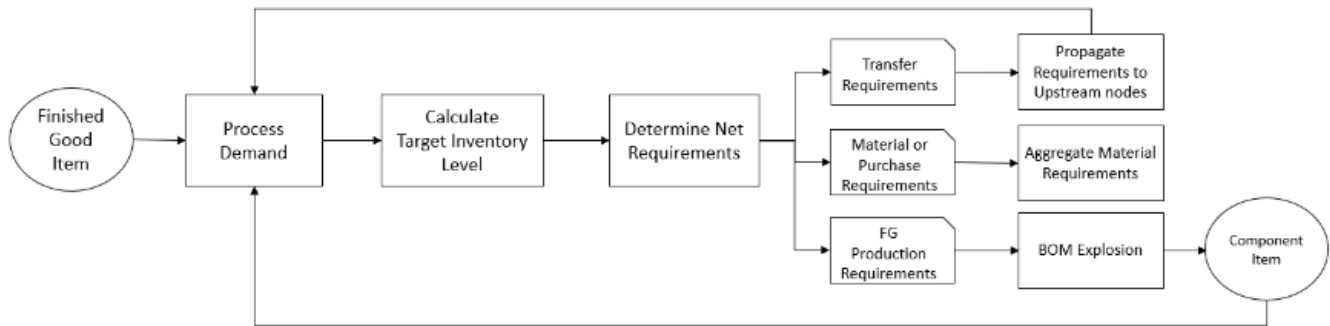 Finished
Good
Item
Process
Demand
Calculate
Target Inventory
Level
Determine Net
Requirements
Transfer
Requirements
Propagate
Requirements to
Upstream nodes
Material or
Purchase
Requirements
Aggregate Material
Requirements
FG
Production
Requirements
BOM Explosion
Component
Item